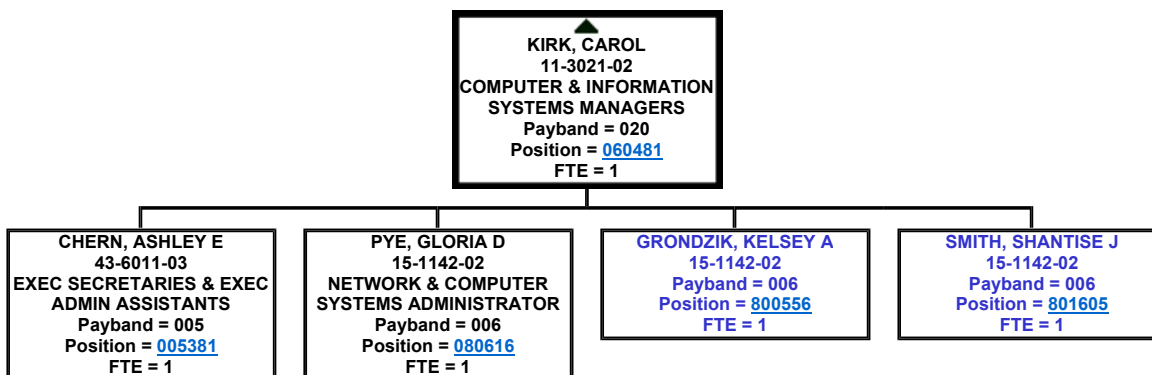 KIRK, CAROL
11-3021-02
COMPUTER & INFORMATION
SYSTEMS MANAGERS
Payband = 020
Position = 060481
FTE = 1
CHERN, ASHLEY E
43-6011-03
EXEC SECRETARIES & EXEC
ADMIN ASSISTANTS
Payband = 005
Position = 005381
FTE = 1
PYE, GLORIA D
15-1142-02
NETWORK & COMPUTER
SYSTEMS ADMINISTRATOR
Payband = 006
Position = 080616
FTE = 1
GRONDZIK, KELSEY A
15-1142-02
Payband = 006
Position = 800556
FTE = 1
SMITH, SHANTISE J
15-1142-02
Payband = 006
Position = 801605
FTE = 1